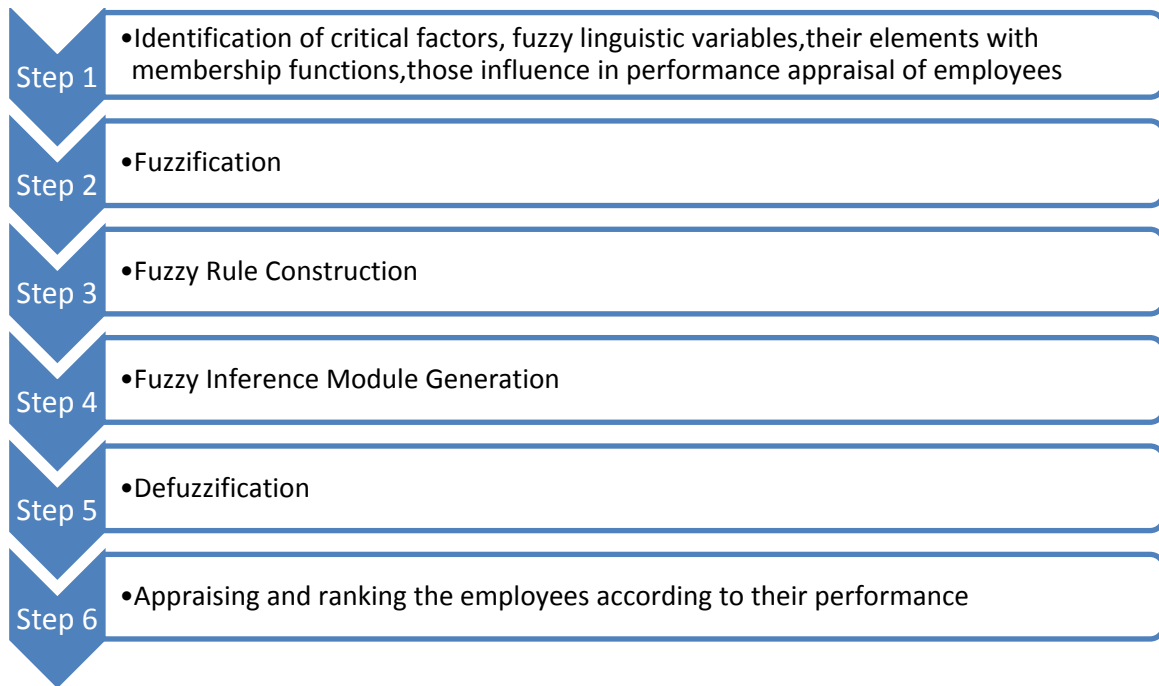 Step 1
•Identification of critical factors, fuzzy linguistic variables,their elements with
membership functions,those influence in performance appraisal of employees
Step 2
•Fuzzification
Step 3
•Fuzzy Rule Construction
Step 4
•Fuzzy Inference Module Generation
Step 5
•Defuzzification
Step 6
•Appraising and ranking the employees according to their performance